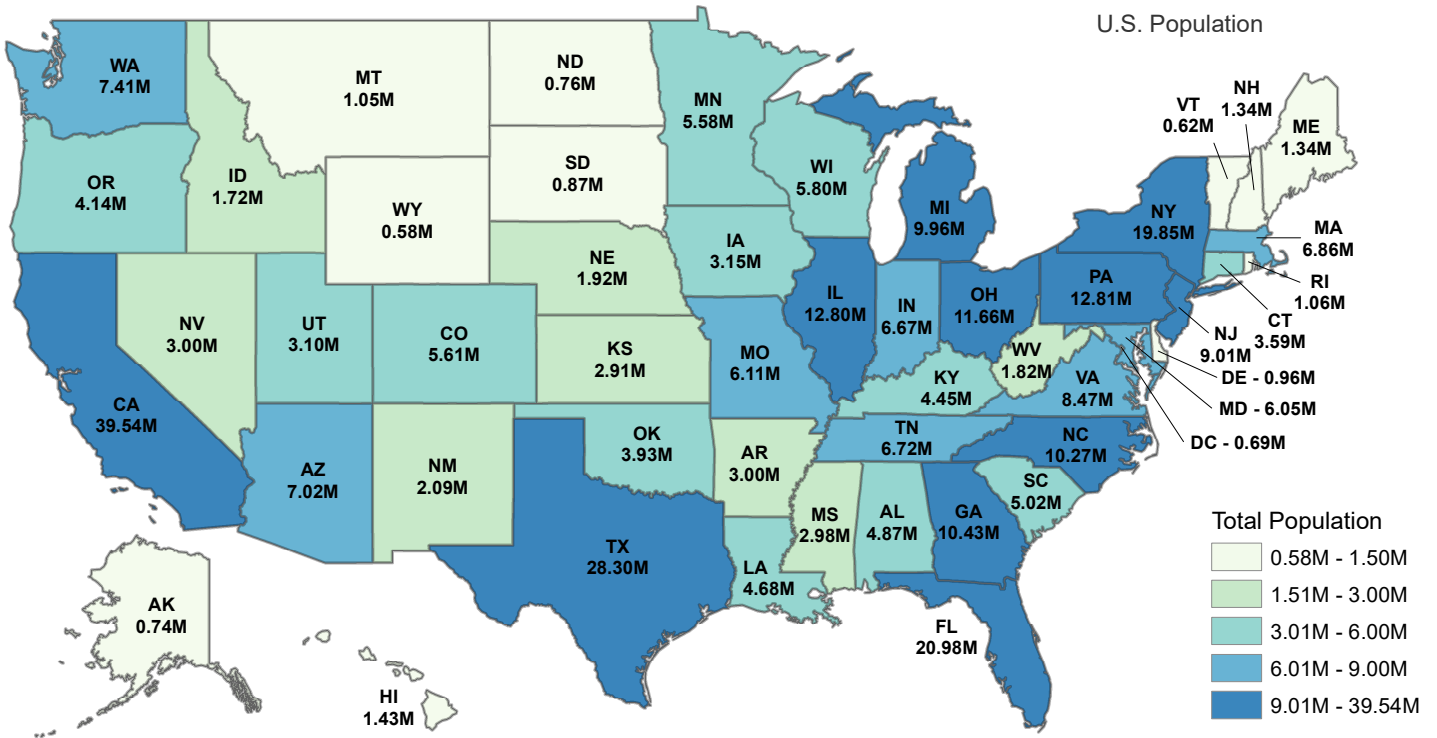 U.S. Population
WA
7.41M
MT
1.05M
ND
0.76M
MN
5.58M
VT
0.62M
NH
1.34M
ME
1.34M
OR
4.14M
ID
1.72M
WY
0.58M
SD
0.87M
WI
5.80M
MI
9.96M
NY
19.85M
MA
6.86M
RI
1.06M
CT
3.59M
NJ
9.01M
NV
3.00M
UT
3.10M
CO
5.61M
NE
1.92M
IA
3.15M
IL
12.80M
IN
6.67M
OH
11.66M
PA
12.81M
DE - 0.96M
MD - 6.05M
DC - 0.69M
CA
39.54M
KS
2.91M
MO
6.11M
KY
4.45M
WV
1.82M
VA
8.47M
AZ
7.02M
NM
2.09M
OK
3.93M
AR
3.00M
TN
6.72M
NC
10.27M
TX
28.30M
LA
4.68M
MS
2.98M
AL
4.87M
GA
10.43M
SC
5.02M
FL
20.98M
AK
0.74M
HI
1.43M
Total Population
0.58M - 1.50M
1.51M - 3.00M
3.01M - 6.00M
6.01M - 9.00M
9.01M - 39.54M